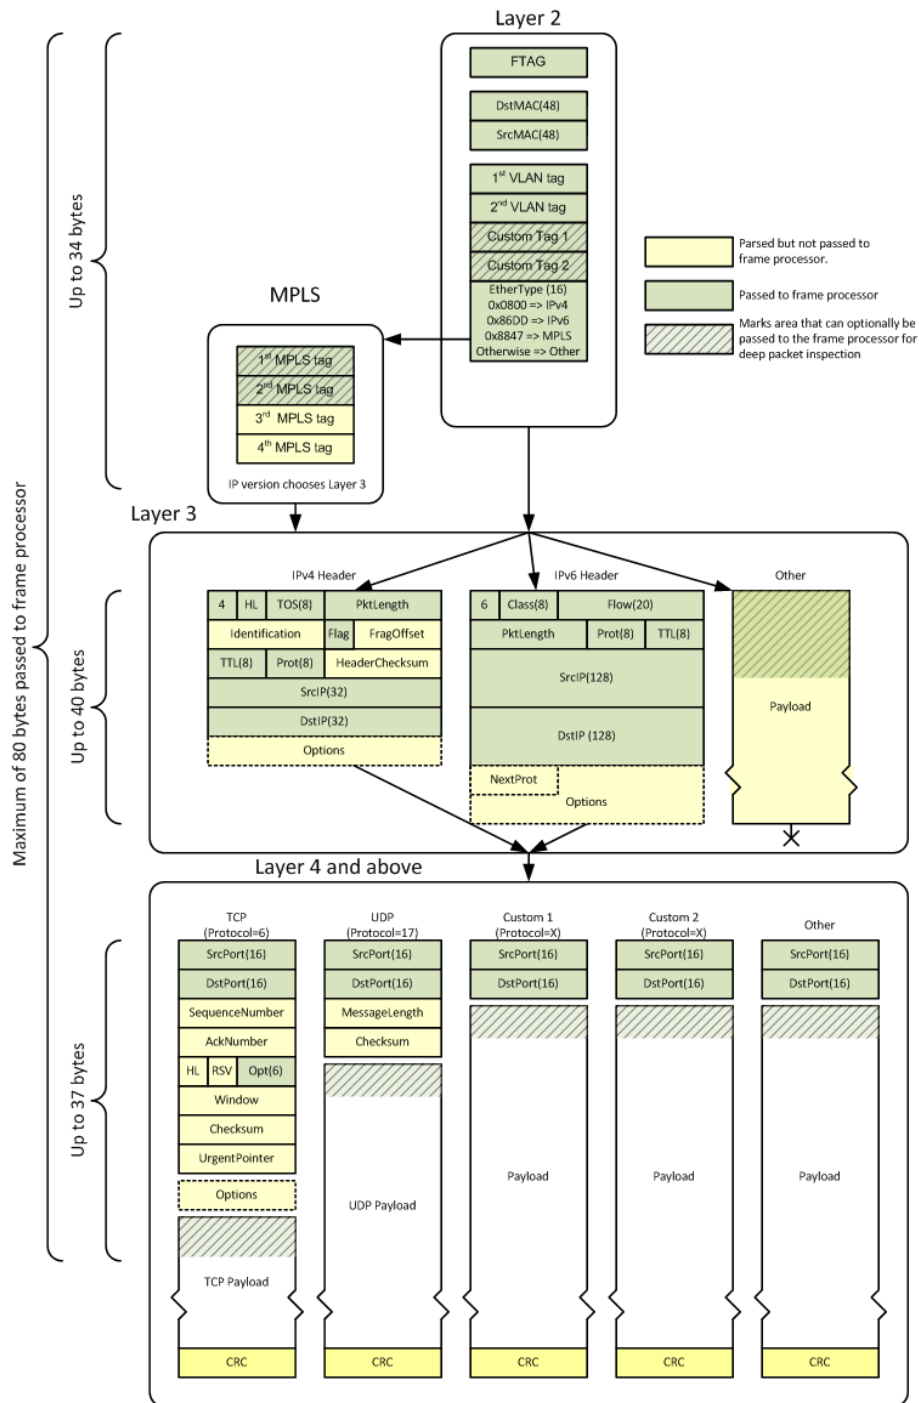 Layer 2
FTAG
DstMAC(48)
SrcMAC(48)
1st VLAN tag
2nd VLAN tag
Custom Tag 1
Custom Tag 2
EtherType (16)
0x0800 => IPv4
0x86DD => IPv6
0x8847 => MPLS
Otherwise => Other
Parsed but not passed to
frame processor.
Passed to frame processor
Marks area that can optionally be
passed to the frame processor for
deep packet inspection
MPLS
1st MPLS tag
2nd MPLS tag
3rd MPLS tag
4th MPLS tag
IP version chooses Layer 3
Maximum of 80 bytes passed to frame processor
Up to 34 bytes
Layer 3
Up to 40 bytes
IPv4 Header
4 HL TOS(8) PktLength
Identification Flag FragOffset
TTL(8) Prot(8) HeaderChecksum
SrcIP(32)
DstIP(32)
Options
IPv6 Header
6 Class(8) Flow(20)
PktLength Prot(8) TTL(8)
SrcIP(128)
DstIP (128)
NextProt
Options
Other
Payload
Layer 4 and above
Up to 37 bytes
TCP
(Protocol=6)
SrcPort(16)
DstPort(16)
SequenceNumber
AckNumber
HL RSV Opt(6)
Window
Checksum
UrgentPointer
Options
TCP Payload
CRC
UDP
(Protocol=17)
SrcPort(16)
DstPort(16)
MessageLength
Checksum
UDP Payload
CRC
Custom 1
(Protocol=X)
SrcPort(16)
DstPort(16)
Payload
CRC
Custom 2
(Protocol=X)
SrcPort(16)
DstPort(16)
Payload
CRC
Other
SrcPort(16)
DstPort(16)
Payload
CRC